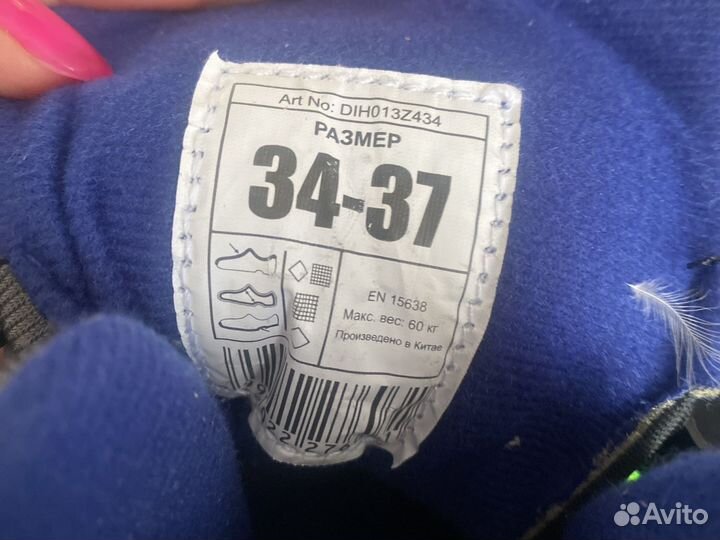 Art No: DIH013Z434
РАЗМЕР
34-37
EN 15638
Макс. вес: 60 кг
Произведено в Китае
Avito